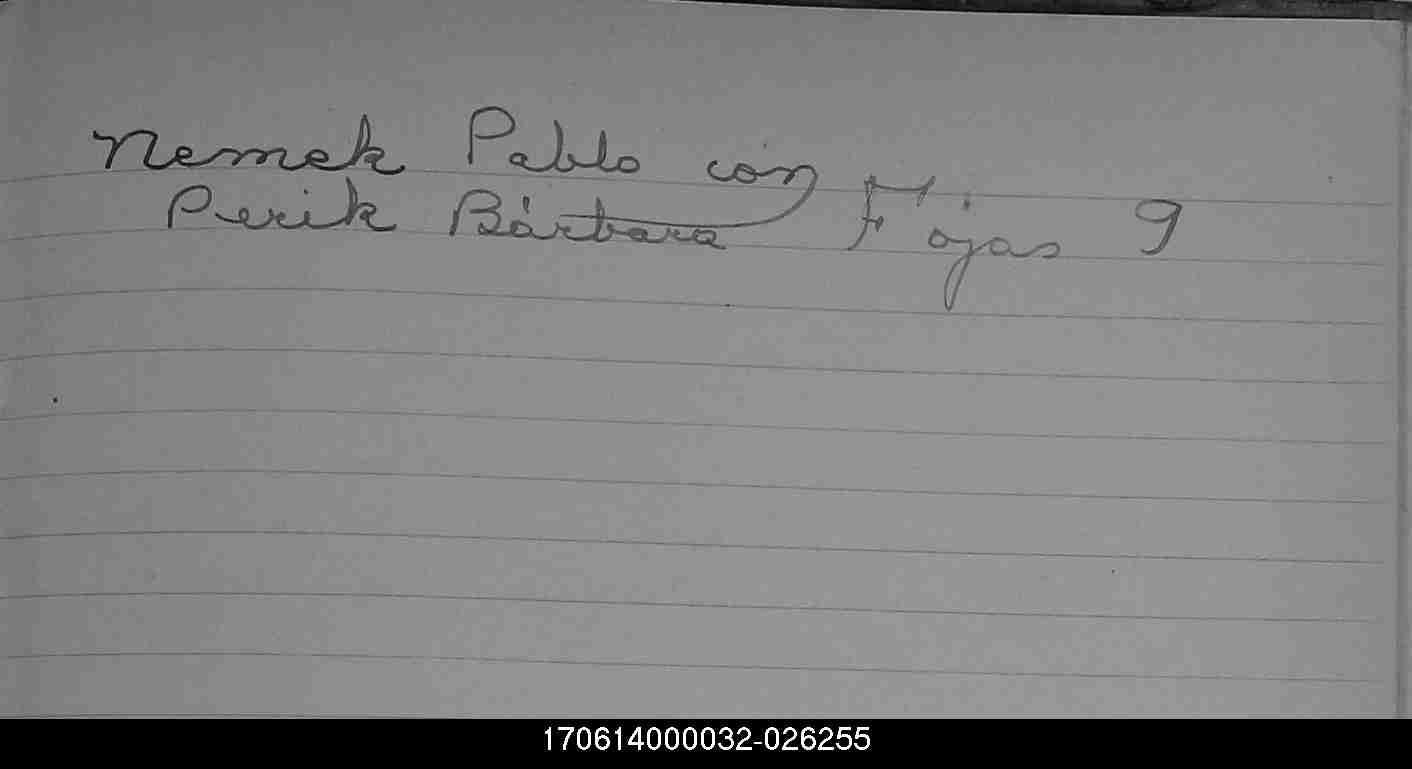 Nemek Pablo con
Perik Bárbara Fojas 9
170614000032-026255